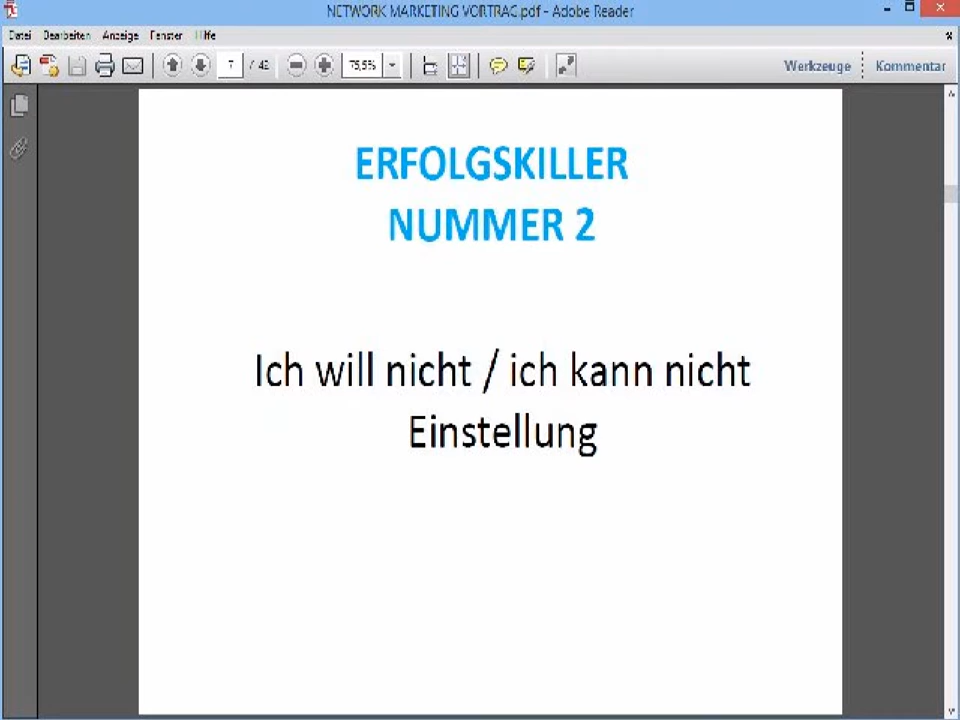 NETWORK MARKETING VORTRAG.pdf - Adobe Reader
Datei Bearbeiten Anzeige Fenster Hilfe
7 / 42 75,5% Werkzeuge Kommentar
ERFOLGSKILLER
NUMMER 2
Ich will nicht / ich kann nicht
Einstellung